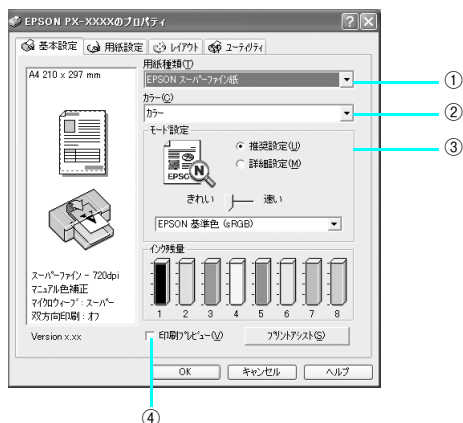 EPSON PX-XXXXのプロパティ
基本設定
用紙設定
レイアウト
ユーティリティ
A4 210 x 297 mm
用紙種類(T)
EPSON スーパーファイン紙
①
カラー(C)
カラー
②
モード設定
EPSC
N
推奨設定(U)
③
詳細設定(M)
きれい
速い
EPSON 基準色 (sRGB)
インク残量
1 2 3 4 5 6 7 8
スーパーファイン - 720dpi
マニュアル色補正
マイクロウィーブ: スーパー
双方向印刷: オフ
Version x.xx
印刷プレビュー(V)
プリントアシスト(S)
OK
キャンセル
ヘルプ
④